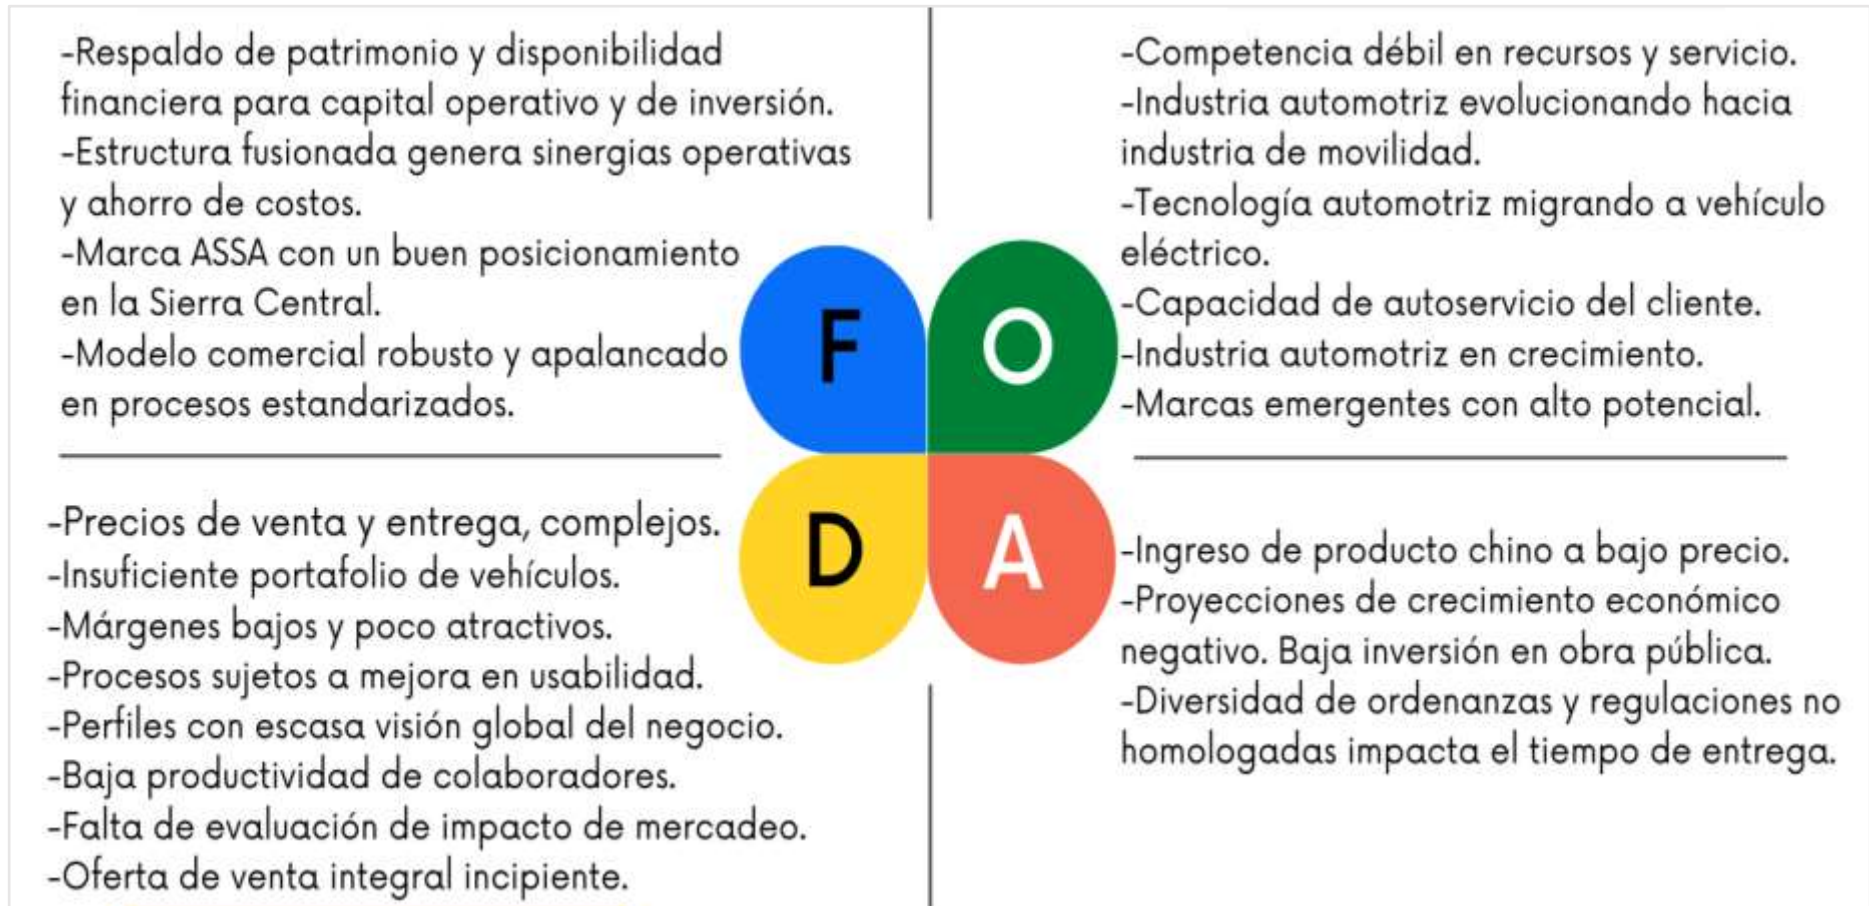 -Respaldo de patrimonio y disponibilidad
financiera para capital operativo y de inversión.
-Estructura fusionada genera sinergias operativas
y ahorro de costos.
-Marca ASSA con un buen posicionamiento
en la Sierra Central.
-Modelo comercial robusto y apalancado
en procesos estandarizados.
-Competencia débil en recursos y servicio.
-Industria automotriz evolucionando hacia
industria de movilidad.
-Tecnología automotriz migrando a vehículo
eléctrico.
-Capacidad de autoservicio del cliente.
-Industria automotriz en crecimiento.
-Marcas emergentes con alto potencial.
F
O
D
A
-Precios de venta y entrega, complejos.
-Insuficiente portafolio de vehículos.
-Márgenes bajos y poco atractivos.
-Procesos sujetos a mejora en usabilidad.
-Perfiles con escasa visión global del negocio.
-Baja productividad de colaboradores.
-Falta de evaluación de impacto de mercadeo.
-Oferta de venta integral incipiente.
-Ingreso de producto chino a bajo precio.
-Proyecciones de crecimiento económico
negativo. Baja inversión en obra pública.
-Diversidad de ordenanzas y regulaciones no
homologadas impacta el tiempo de entrega.